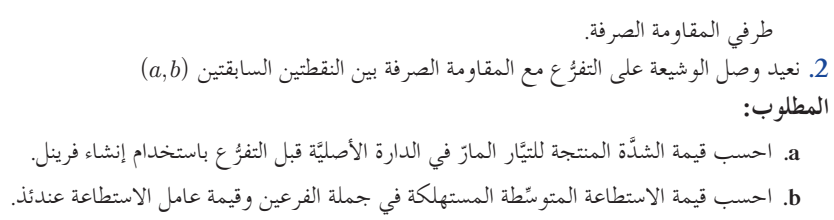 طرفي المقاومة الصرفة.
2. نعيد وصل الوشيعة على التفرُّع مع المقاومة الصرفة بين النقطتين السابقتين (a,b)
المطلوب:
a. احسب قيمة الشدَّة المنتجة للتيَّار المارّ في الدارة الأصليَّة قبل التفرُّع باستخدام إنشاء فرينل.
b. احسب قيمة الاستطاعة المتوسِّطة المستهلكة في جملة الفرعين وقيمة عامل الاستطاعة عندئذ.